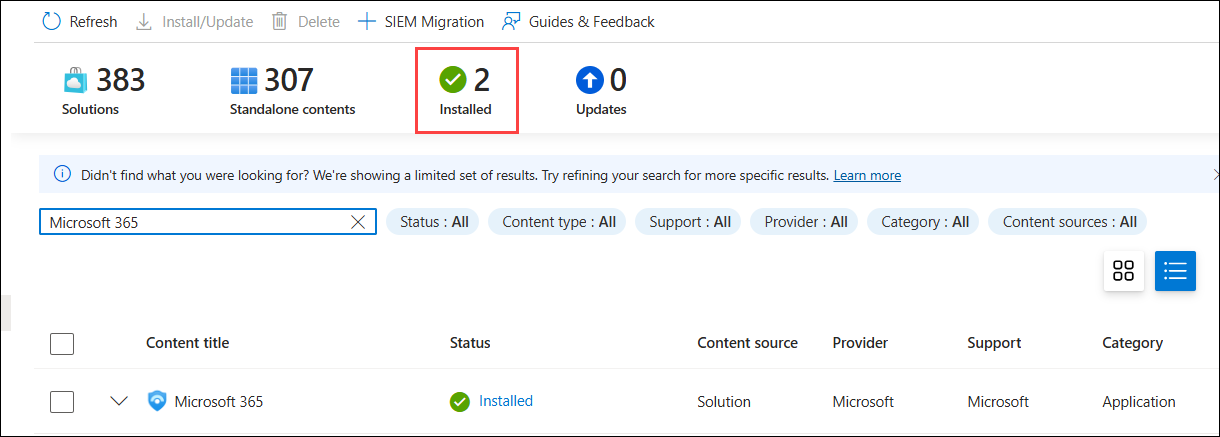 Refresh Install/Update Delete SIEM Migration Guides & Feedback
383 307 2 0
Solutions Standalone contents Installed Updates
Didn't find what you were looking for? We're showing a limited set of results. Try refining your search for more specific results. Learn more
Microsoft 365 Status : All Content type : All Support : All Provider : All Category : All Content sources : All
Content title Status Content source Provider Support Category
Microsoft 365 Installed Solution Microsoft Microsoft Application